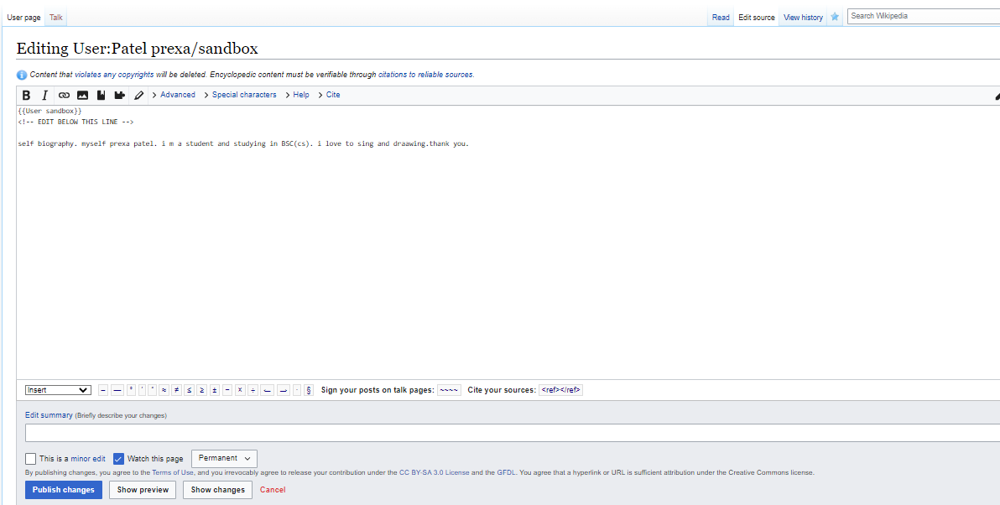 User page Talk Read Edit source View history Search Wikipedia
Editing User:Patel prexa/sandbox
Content that violates any copyrights will be deleted. Encyclopedic content must be verifiable through citations to reliable sources.
B I Advanced Special characters Help Cite
{{User sandbox}}
<!-- EDIT BELOW THIS LINE -->
self biography. myself prexa patel. i m a student and studying in BSC(cs). i love to sing and draawing.thank you.
Insert – — ° ′ ″ ≈ ≠ ≤ ≥ ± − × ÷ ← → · § Sign your posts on talk pages: ~~~~ Cite your sources: <ref></ref>
Edit summary (Briefly describe your changes)
This is a minor edit Watch this page Permanent
By publishing changes, you agree to the Terms of Use, and you irrevocably agree to release your contribution under the CC BY-SA 3.0 License and the GFDL. You agree that a hyperlink or URL is sufficient attribution under the Creative Commons license.
Publish changes Show preview Show changes Cancel